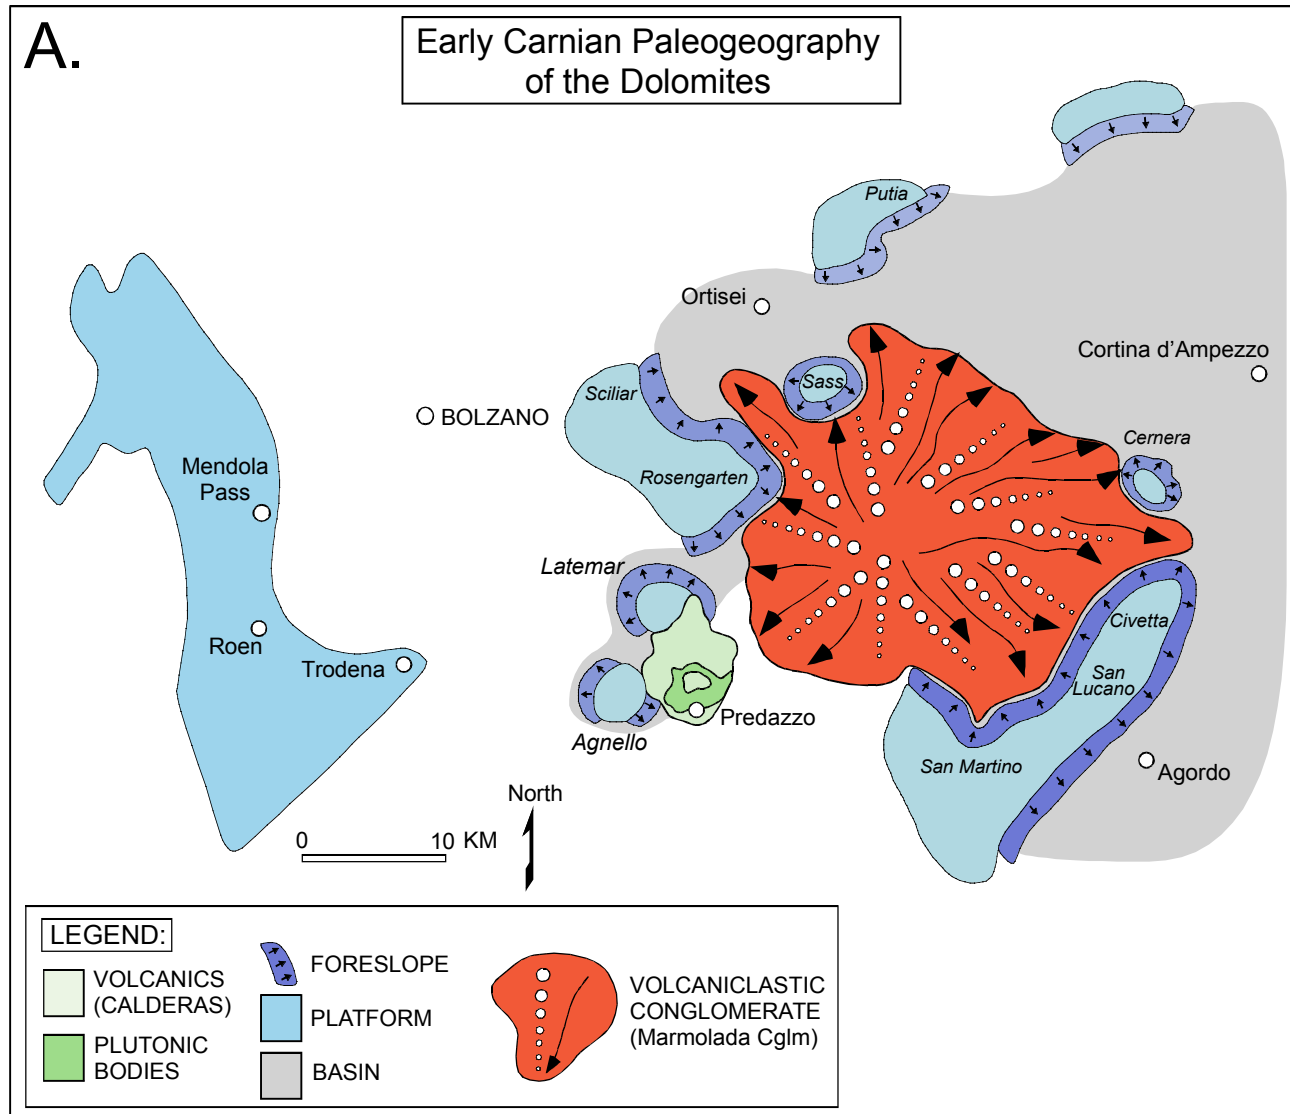 A.
Early Carnian Paleogeography
of the Dolomites
Putia
Ortisei
Cortina d'Ampezzo
Sass
Sciliar
BOLZANO
Cernera
Mendola
Pass
Rosengarten
Latemar
Civetta
Roen
Trodena
San
Lucano
Predazzo
Agnello
San Martino
Agordo
North
0 10 KM
LEGEND:
VOLCANICS
(CALDERAS)
PLUTONIC
BODIES
FORESLOPE
PLATFORM
BASIN
VOLCANICLASTIC
CONGLOMERATE
(Marmolada Cglm)